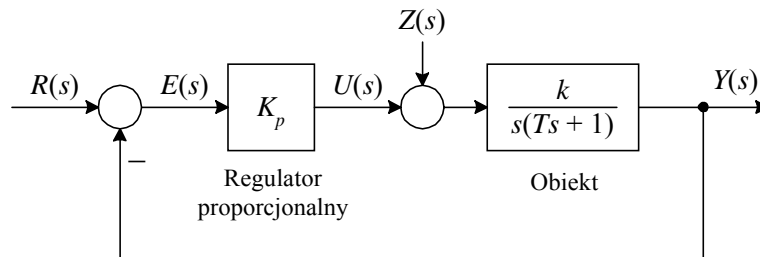 Z(s)
R(s)
E(s)
K_p
U(s)
k
s(Ts + 1)
Y(s)
−
Regulator
proporcjonalny
Obiekt